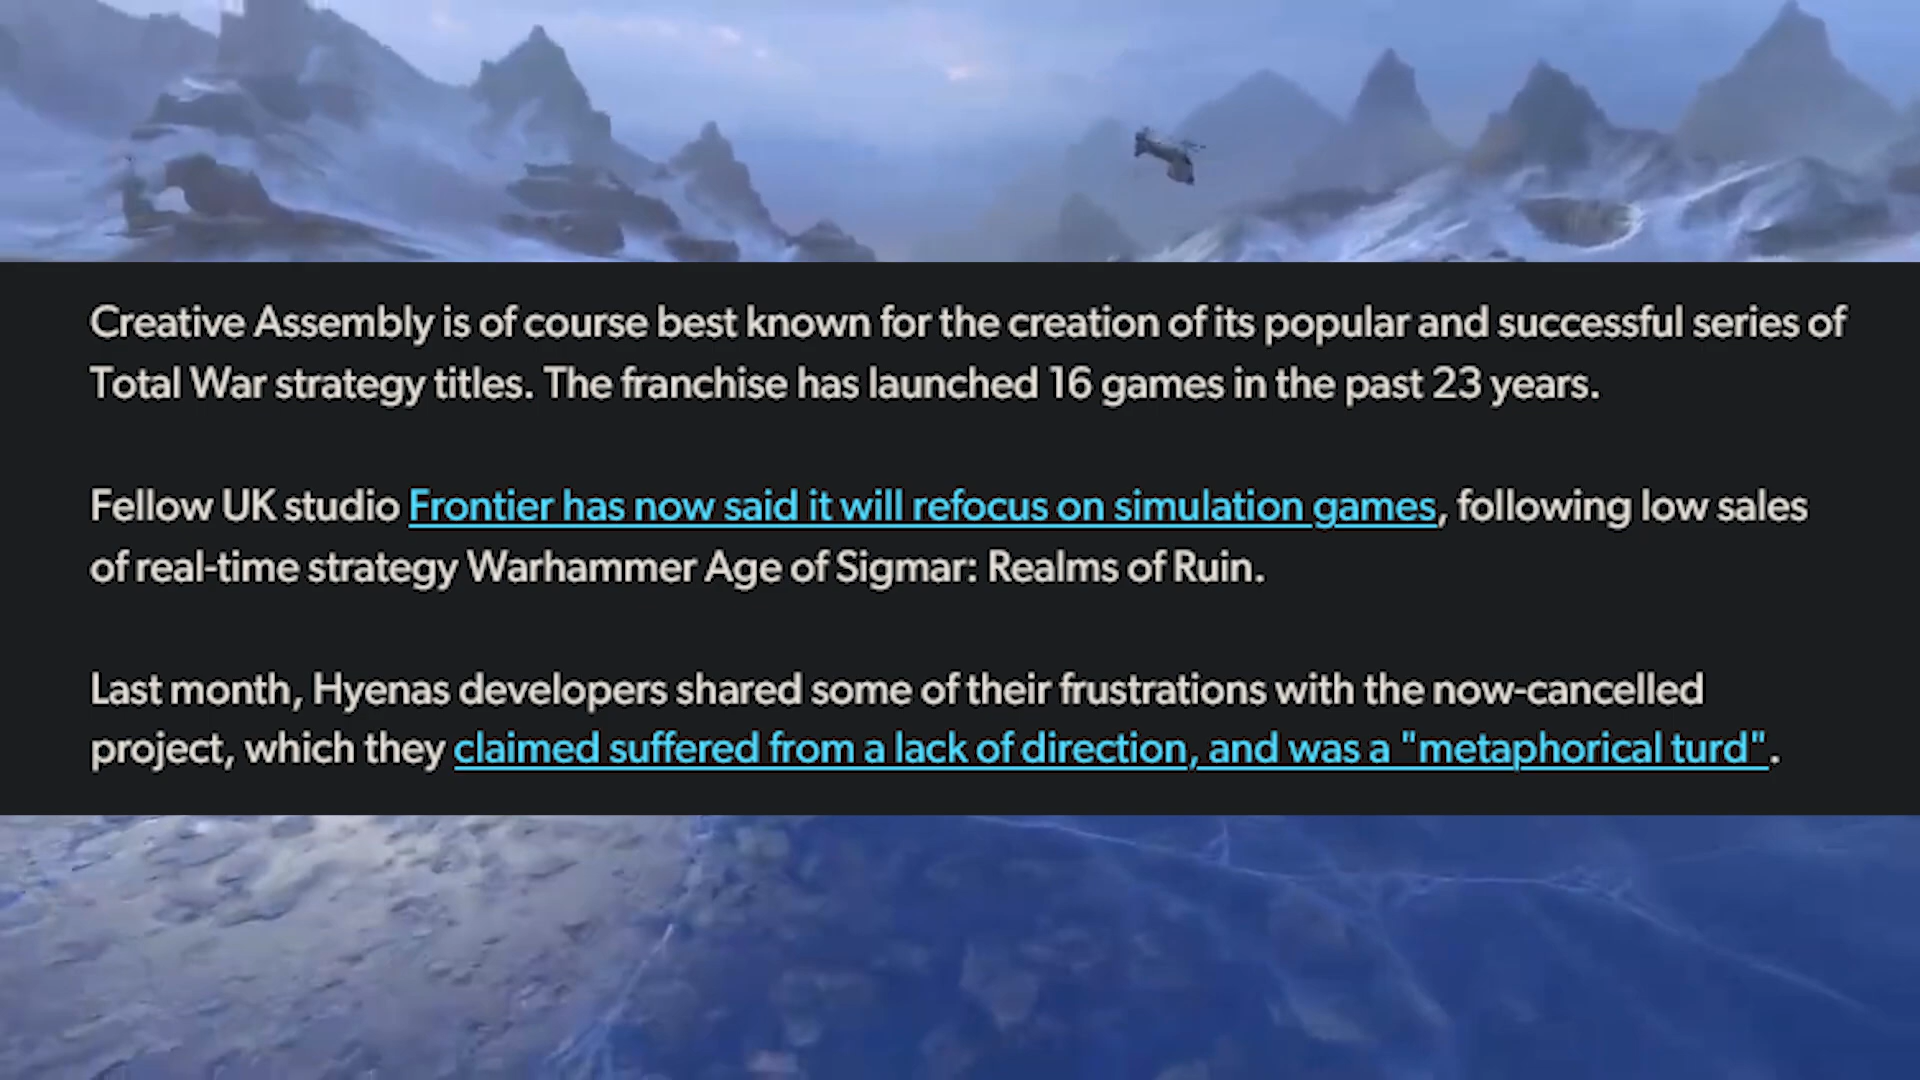 Creative Assembly is of course best known for the creation of its popular and successful series of
Total War strategy titles. The franchise has launched 16 games in the past 23 years.
Fellow UK studio Frontier has now said it will refocus on simulation games, following low sales
of real-time strategy Warhammer Age of Sigmar: Realms of Ruin.
Last month, Hyenas developers shared some of their frustrations with the now-cancelled
project, which they claimed suffered from a lack of direction, and was a "metaphorical turd".